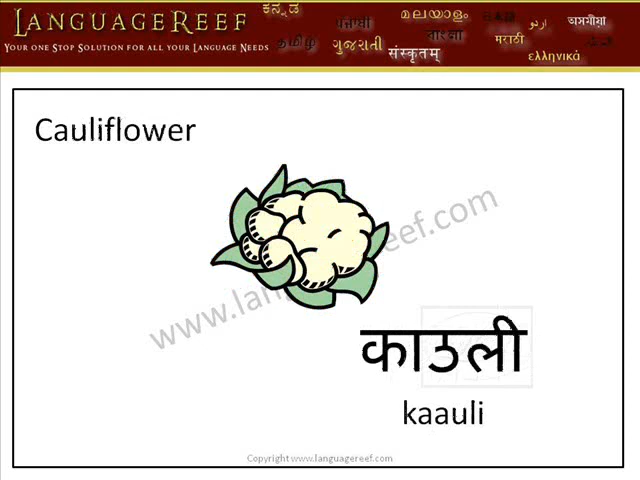 LANGUAGEREEF
YOUR ONE STOP SOLUTION FOR ALL YOUR LANGUAGE NEEDS
ಕನ್ನಡ
தமிழ்
ગુજરાતી
മലയാളം
संस्कृतम्
मराठी
اردو
অসমীয়া
ελληνικά
Cauliflower
www.languagereef.com
काउली
kaauli
Copyright www.languagereef.com